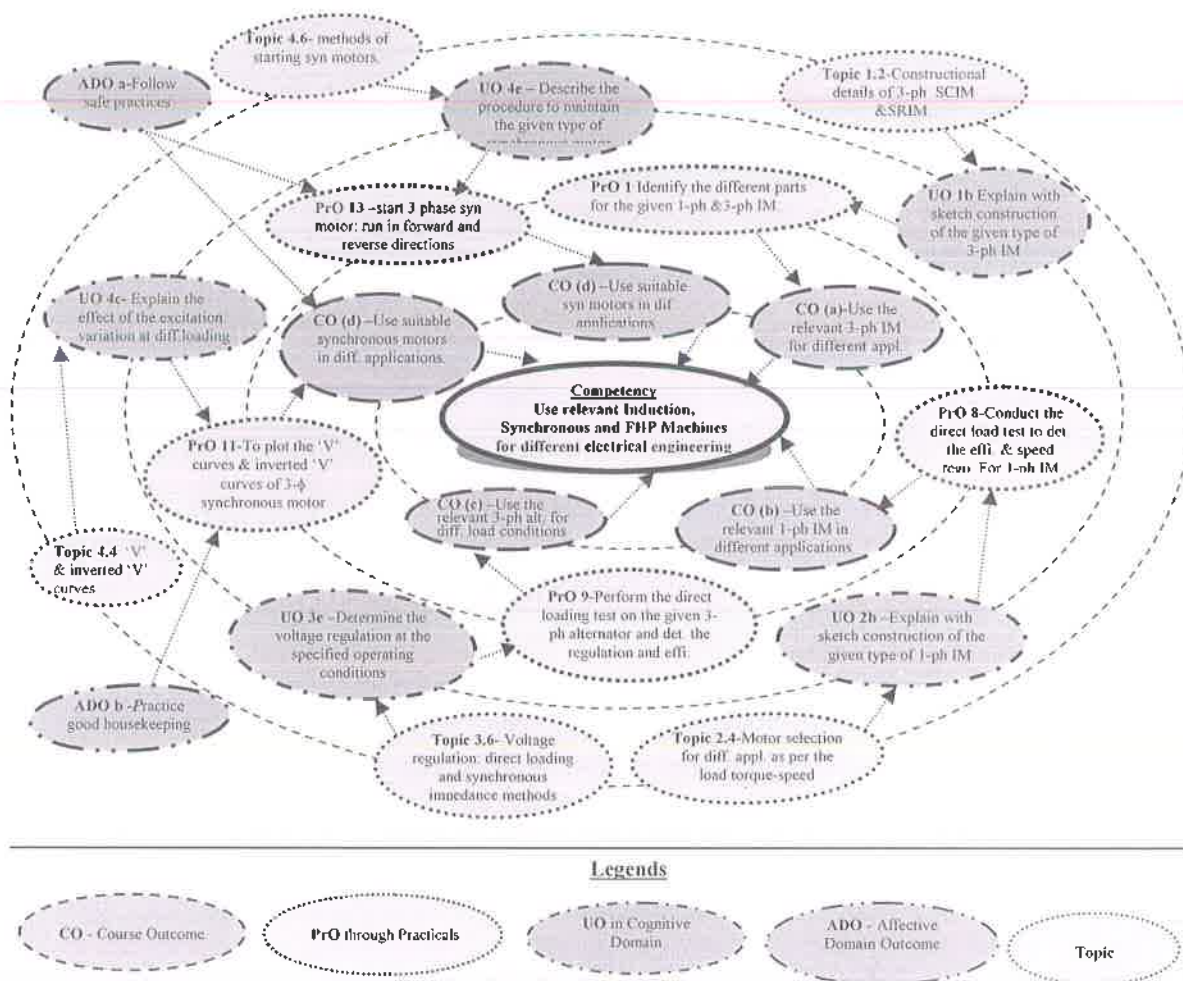 Topic 4.6- methods of
starting syn motors.
ADO a-Follow
safe practices
UO 4e – Describe the
procedure to maintain
the given type of
synchronous motor
Topic 1.2-Constructional
details of 3-ph SCIM
&SRIM
PrO 1 Identify the different parts
for the given 1-ph &3-ph IM.
UO 1b Explain with
sketch construction
of the given type of
3-ph IM
PrO 13 –start 3 phase syn
motor: run in forward and
reverse directions
UO 4c- Explain the
effect of the excitation
variation at diff.loading
CO (d) –Use suitable
synchronous motors
in diff. applications.
CO (d) –Use suitable
syn motors in dif
applications
CO (a)-Use the
relevant 3-ph IM
for different appl.
Competency
Use relevant Induction,
Synchronous and FHP Machines
for different electrical engineering
PrO 8-Conduct the
direct load test to det
the effi. & speed
regu. For 1-ph IM
PrO 11-To plot the ‘V’
curves & inverted ‘V’
curves of 3-ϕ
synchronous motor
CO (c) –Use the
relevant 3-ph alt. for
diff. load conditions
CO (b) –Use the
relevant 1-ph IM in
different applications
Topic 4.4 ‘V’
& inverted ‘V’
curves
PrO 9-Perform the direct
loading test on the given 3-
ph alternator and det. the
regulation and effi.
UO 3e –Determine the
voltage regulation at the
specified operating
conditions
UO 2b –Explain with
sketch construction of the
given type of 1-ph IM
ADO b -Practice
good housekeeping
Topic 3.6- Voltage
regulation: direct loading
and synchronous
impedance methods
Topic 2.4-Motor selection
for diff. appl. as per the
load torque-speed
Legends
CO - Course Outcome
PrO through Practicals
UO in Cognitive
Domain
ADO - Affective
Domain Outcome
Topic